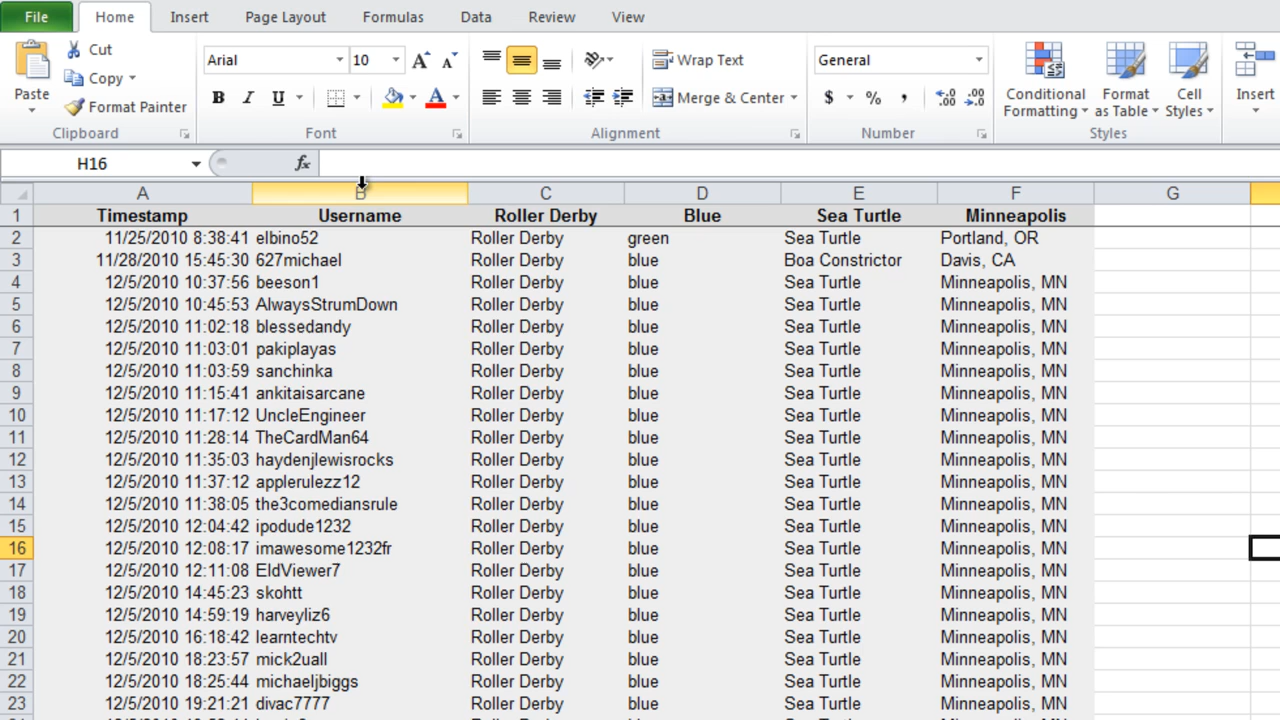 File Home Insert Page Layout Formulas Data Review View
Cut
Copy
Format Painter
Paste
Clipboard
Arial 10 A A
B I U A
Font
Wrap Text
Merge & Center
Alignment
General
$ % , .0 .00 .00 .0
Number
Conditional Formatting
Format as Table
Cell Styles
Styles
Insert
H16 fx
A B C D E F G
1 Timestamp Username Roller Derby Blue Sea Turtle Minneapolis
2 11/25/2010 8:38:41 elbino52 Roller Derby green Sea Turtle Portland, OR
3 11/28/2010 15:45:30 627michael Roller Derby blue Boa Constrictor Davis, CA
4 12/5/2010 10:37:56 beeson1 Roller Derby blue Sea Turtle Minneapolis, MN
5 12/5/2010 10:45:53 AlwaysStrumDown Roller Derby blue Sea Turtle Minneapolis, MN
6 12/5/2010 11:02:18 blessedandy Roller Derby blue Sea Turtle Minneapolis, MN
7 12/5/2010 11:03:01 pakiplayas Roller Derby blue Sea Turtle Minneapolis, MN
8 12/5/2010 11:03:59 sanchinka Roller Derby blue Sea Turtle Minneapolis, MN
9 12/5/2010 11:15:41 ankitaisarcane Roller Derby blue Sea Turtle Minneapolis, MN
10 12/5/2010 11:17:12 UncleEngineer Roller Derby blue Sea Turtle Minneapolis, MN
11 12/5/2010 11:28:14 TheCardMan64 Roller Derby blue Sea Turtle Minneapolis, MN
12 12/5/2010 11:35:03 haydenjlewisrocks Roller Derby blue Sea Turtle Minneapolis, MN
13 12/5/2010 11:37:12 applerulezz12 Roller Derby blue Sea Turtle Minneapolis, MN
14 12/5/2010 11:38:05 the3comediansrule Roller Derby blue Sea Turtle Minneapolis, MN
15 12/5/2010 12:04:42 ipodude1232 Roller Derby blue Sea Turtle Minneapolis, MN
16 12/5/2010 12:08:17 imawesome1232fr Roller Derby blue Sea Turtle Minneapolis, MN
17 12/5/2010 12:11:08 EldViewer7 Roller Derby blue Sea Turtle Minneapolis, MN
18 12/5/2010 14:45:23 skohtt Roller Derby blue Sea Turtle Minneapolis, MN
19 12/5/2010 14:59:19 harveyliz6 Roller Derby blue Sea Turtle Minneapolis, MN
20 12/5/2010 16:18:42 learntechtv Roller Derby blue Sea Turtle Minneapolis, MN
21 12/5/2010 18:23:57 mick2uall Roller Derby blue Sea Turtle Minneapolis, MN
22 12/5/2010 18:25:44 michaeljbiggs Roller Derby blue Sea Turtle Minneapolis, MN
23 12/5/2010 19:21:21 divac7777 Roller Derby blue Sea Turtle Minneapolis, MN